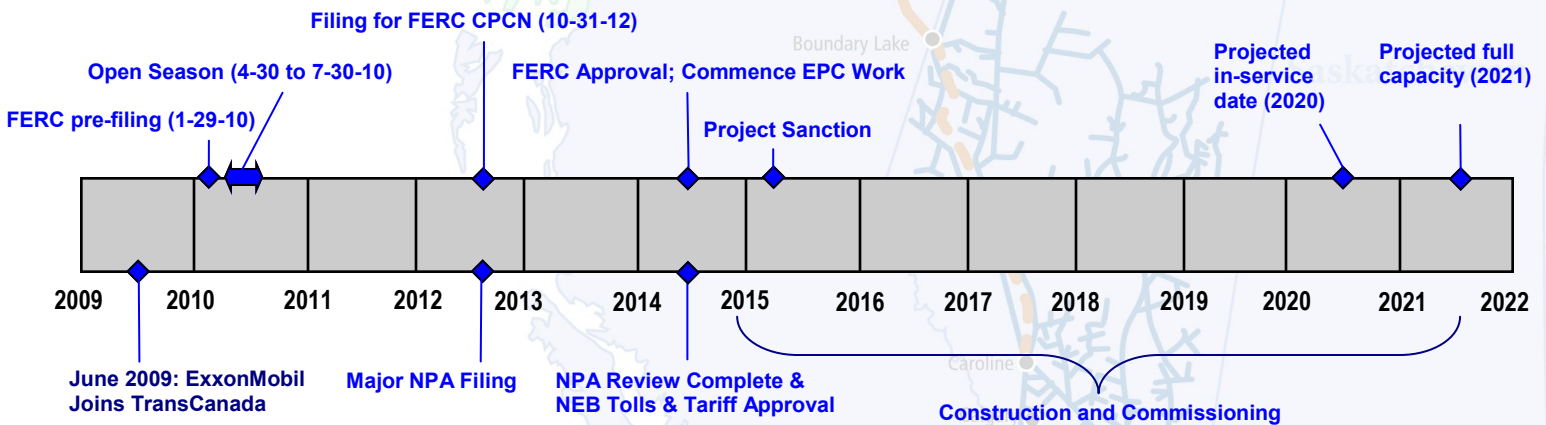 Filing for FERC CPCN (10-31-12)
Boundary Lake
Open Season (4-30 to 7-30-10)
FERC Approval; Commence EPC Work
Projected
in-service
date (2020)
Projected full
capacity (2021)
FERC pre-filing (1-29-10)
Project Sanction
2009 2010 2011 2012 2013 2014 2015 2016 2017 2018 2019 2020 2021 2022
June 2009: ExxonMobil
Joins TransCanada
Major NPA Filing
NPA Review Complete &
NEB Tolls & Tariff Approval
Caroline
Construction and Commissioning